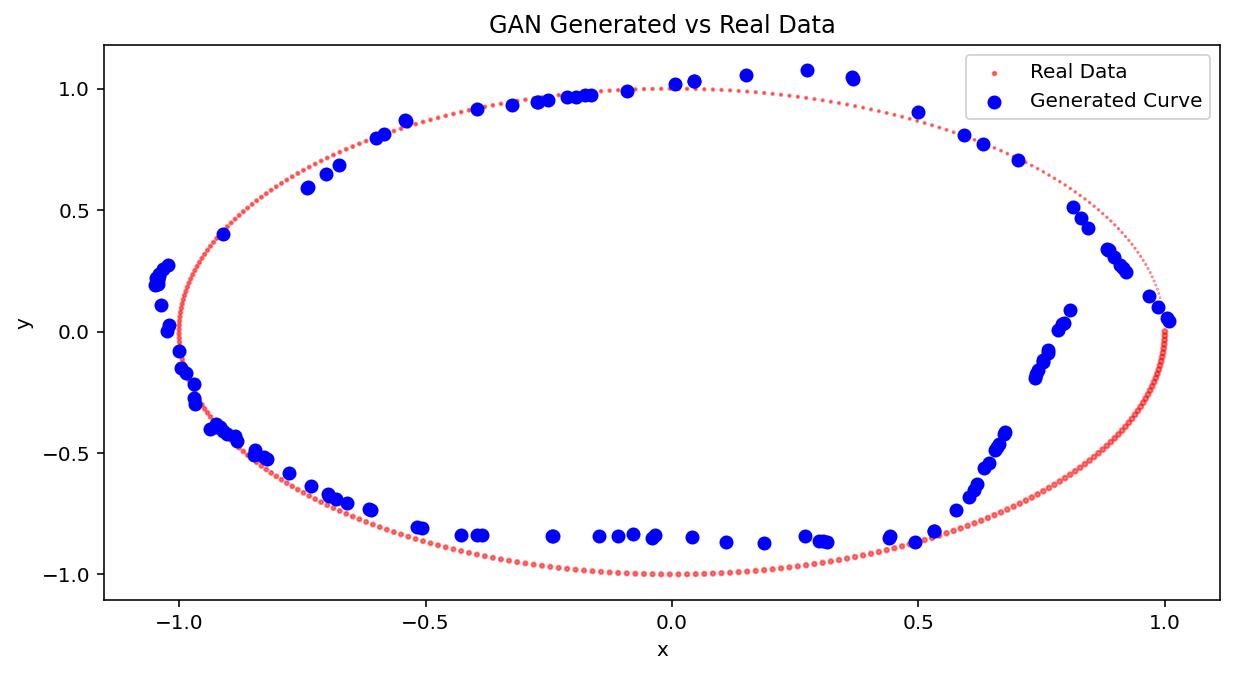 GAN Generated vs Real Data
Real Data
Generated Curve
y
1.0
0.5
0.0
−0.5
−1.0
−1.0 −0.5 0.0 0.5 1.0
x